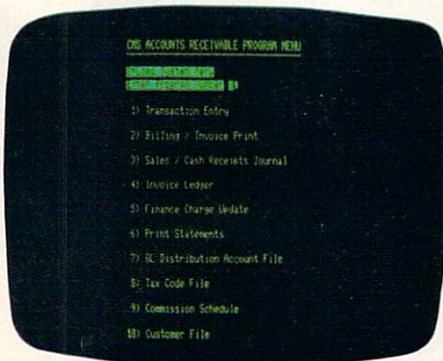 CMS ACCOUNTS RECEIVABLE PROGRAM MENU
1) Transaction Entry
2) Billing / Invoice Print
3) Sales / Cash Receipts Journal
4) Invoice Ledger
5) Finance Charge Update
6) Print Statements
7) GL Distribution Account File
8) Tax Code File
9) Commission Schedule
10) Customer File